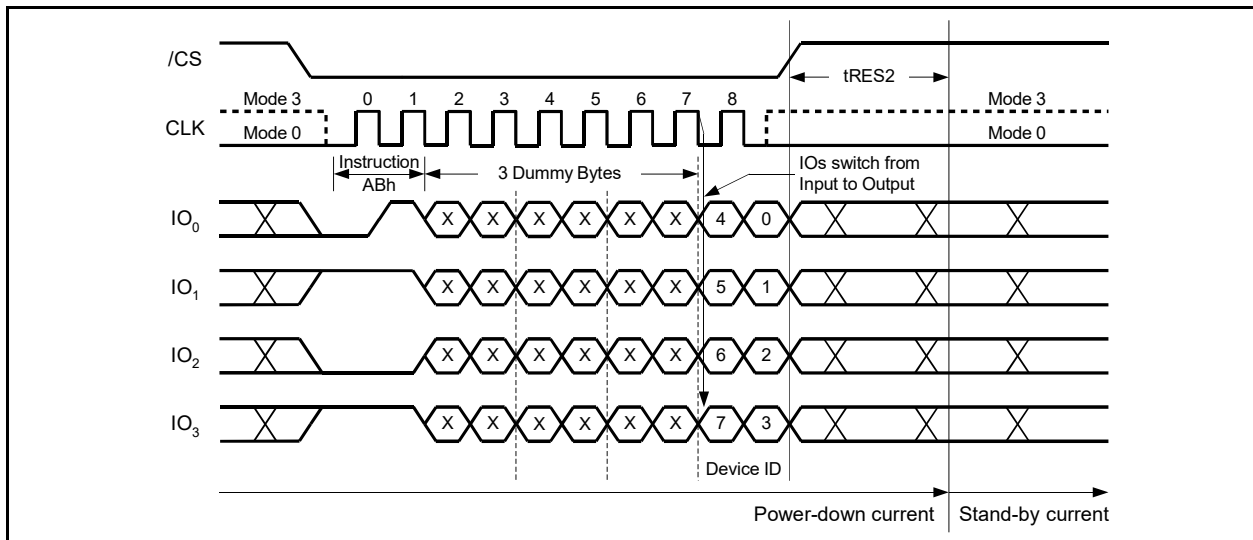 /CS
tRES2
0 1 2 3 4 5 6 7 8
Mode 3 Mode 3
CLK Mode 0 Mode 0
Instruction ABh
3 Dummy Bytes
IOs switch from
Input to Output
IO0 X X X X X X 4 0
IO1 X X X X X X 5 1
IO2 X X X X X X 6 2
IO3 X X X X X X 7 3
Device ID
Power-down current Stand-by current